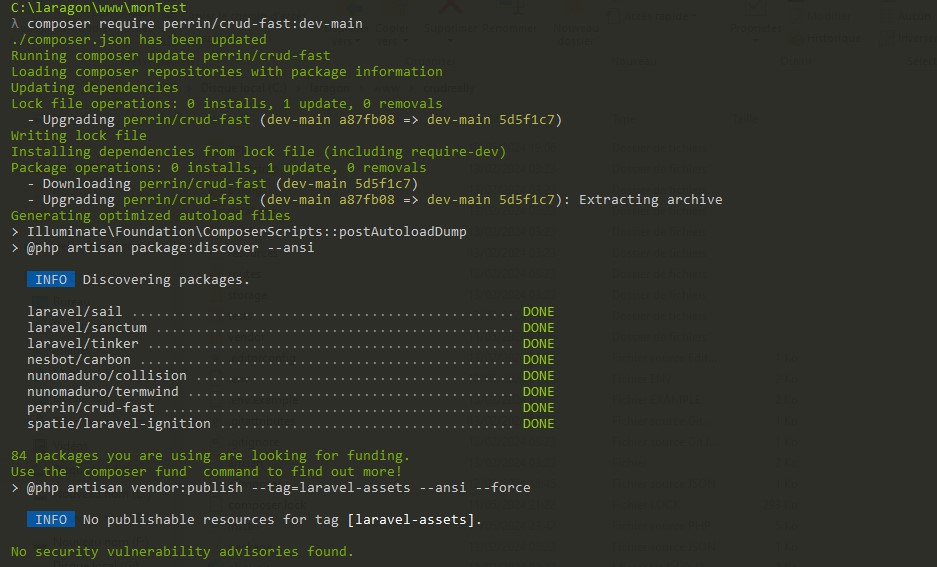 C:\laragon\www\monTest
λ composer require perrin/crud-fast:dev-main
./composer.json has been updated
Running composer update perrin/crud-fast
Loading composer repositories with package information
Updating dependencies
Lock file operations: 0 installs, 1 update, 0 removals
  - Upgrading perrin/crud-fast (dev-main a87fb08 => dev-main 5d5f1c7)
Writing lock file
Installing dependencies from lock file (including require-dev)
Package operations: 0 installs, 1 update, 0 removals
  - Downloading perrin/crud-fast (dev-main 5d5f1c7)
  - Upgrading perrin/crud-fast (dev-main a87fb08 => dev-main 5d5f1c7): Extracting archive
Generating optimized autoload files
> Illuminate\Foundation\ComposerScripts::postAutoloadDump
> @php artisan package:discover --ansi
INFO  Discovering packages.
laravel/sail ................................................ DONE
laravel/sanctum ............................................. DONE
laravel/tinker .............................................. DONE
nesbot/carbon ............................................... DONE
nunomaduro/collision ........................................ DONE
nunomaduro/termwind ......................................... DONE
perrin/crud-fast ............................................ DONE
spatie/laravel-ignition ..................................... DONE
84 packages you are using are looking for funding.
Use the `composer fund` command to find out more!
> @php artisan vendor:publish --tag=laravel-assets --ansi --force
INFO  No publishable resources for tag [laravel-assets].
No security vulnerability advisories found.